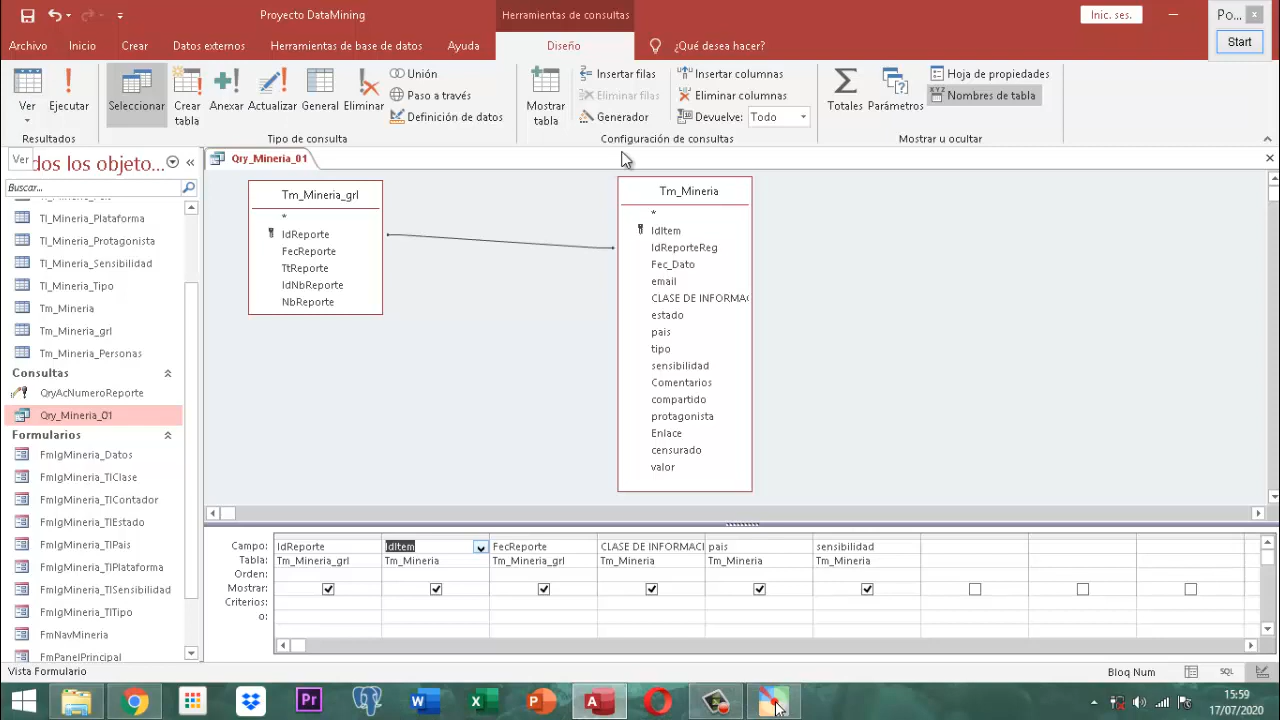 Proyecto DataMining
Herramientas de consultas
Inic. ses.
Po...
Archivo
Inicio
Crear
Datos externos
Herramientas de base de datos
Ayuda
Diseño
¿Qué desea hacer?
Start
Ver
Ejecutar
Seleccionar
Crear tabla
Anexar
Actualizar
General
Eliminar
Unión
Paso a través
Definición de datos
Mostrar tabla
Insertar filas
Eliminar filas
Generador
Insertar columnas
Eliminar columnas
Devuelve: Todo
Totales
Parámetros
Hoja de propiedades
Nombres de tabla
Resultados
Tipo de consulta
Configuración de consultas
Mostrar u ocultar
Ver
dos los objeto...
Buscar...
Tl_Mineria_Plataforma
Tl_Mineria_Protagonista
Tl_Mineria_Sensibilidad
Tl_Mineria_Tipo
Tm_Mineria
Tm_Mineria_grl
Tm_Mineria_Personas
Consultas
QryAcNumeroReporte
Qry_Mineria_01
Formularios
FmIgMineria_Datos
FmIgMineria_TlClase
FmIgMineria_TlContador
FmIgMineria_TlEstado
FmIgMineria_TlPais
FmIgMineria_TlPlataforma
FmIgMineria_TlSensibilidad
FmIgMineria_TlTipo
FmNavMineria
FmPanelPrincipal
Qry_Mineria_01
Tm_Mineria_grl
*
IdReporte
FecReporte
TtReporte
IdNbReporte
NbReporte
Tm_Mineria
*
IdItem
IdReporteReg
Fec_Dato
email
CLASE DE INFORMAC
estado
pais
tipo
sensibilidad
Comentarios
compartido
protagonista
Enlace
censurado
valor
Campo: IdReporte IdItem FecReporte CLASE DE INFORMACI pais sensibilidad
Tabla: Tm_Mineria_grl Tm_Mineria Tm_Mineria_grl Tm_Mineria Tm_Mineria Tm_Mineria
Orden:
Mostrar:
Criterios:
o:
Vista Formulario
Bloq Num
SQL
15:59
17/07/2020